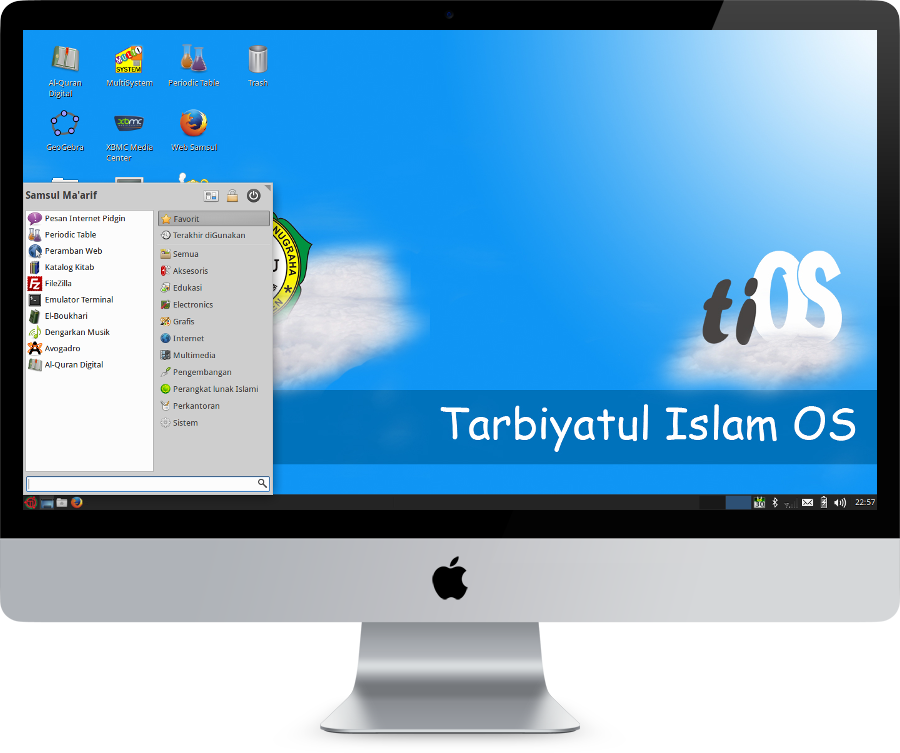 Al-Quran
Digital
MultiSystem
Periodic Table
Trash
GeoGebra
XBMC Media
Center
Web Samsul
Samsul Ma'arif
Pesan Internet Pidgin
Periodic Table
Peramban Web
Katalog Kitab
FileZilla
Emulator Terminal
El-Boukhari
Dengarkan Musik
Avogadro
Al-Quran Digital
Favorit
Terakhir diGunakan
Semua
Aksesoris
Edukasi
Electronics
Grafis
Internet
Multimedia
Pengembangan
Perangkat lunak Islami
Perkantoran
Sistem
NUGRAHA
tiOS
Tarbiyatul Islam OS
22:57